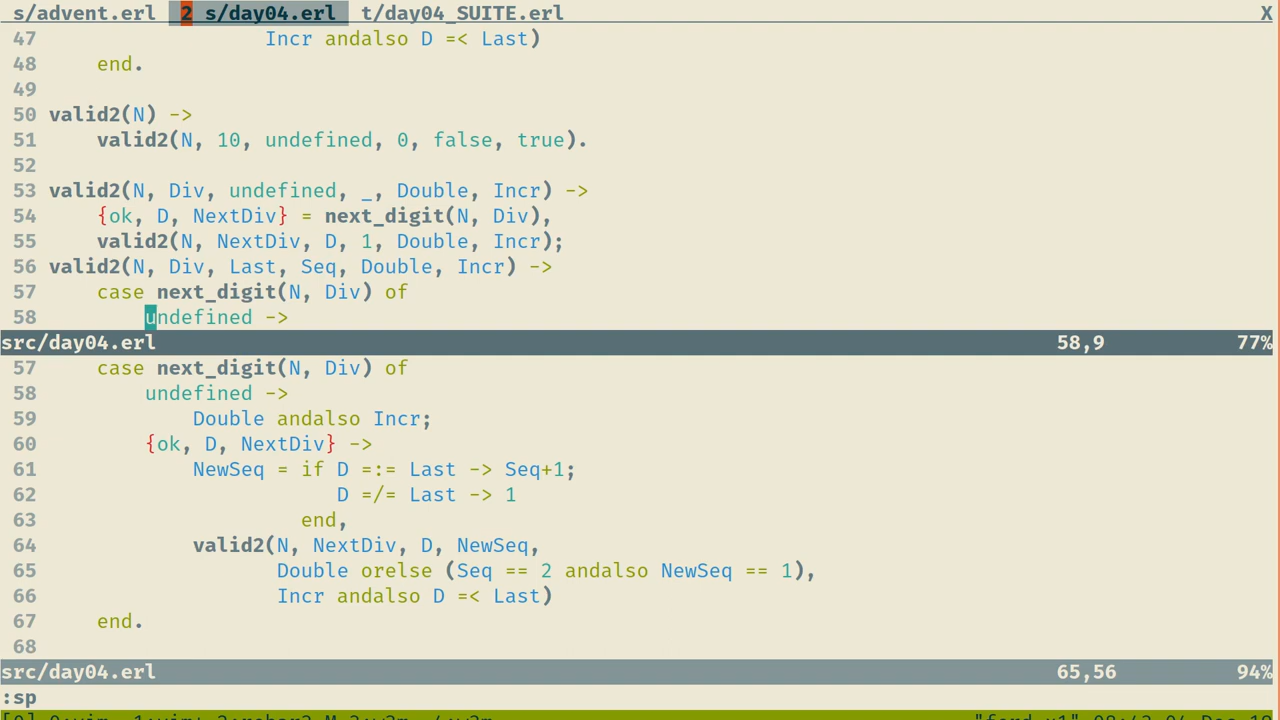 s/advent.erl 2 s/day04.erl t/day04_SUITE.erl X
47 Incr andalso D =< Last)
48 end.
49
50 valid2(N) ->
51 valid2(N, 10, undefined, 0, false, true).
52
53 valid2(N, Div, undefined, _, Double, Incr) ->
54 {ok, D, NextDiv} = next_digit(N, Div),
55 valid2(N, NextDiv, D, 1, Double, Incr);
56 valid2(N, Div, Last, Seq, Double, Incr) ->
57 case next_digit(N, Div) of
58 undefined ->
src/day04.erl 58,9 77%
57 case next_digit(N, Div) of
58 undefined ->
59 Double andalso Incr;
60 {ok, D, NextDiv} ->
61 NewSeq = if D =:= Last -> Seq+1;
62 D =/= Last -> 1
63 end,
64 valid2(N, NextDiv, D, NewSeq,
65 Double orelse (Seq == 2 andalso NewSeq == 1),
66 Incr andalso D =< Last)
67 end.
68
src/day04.erl 65,56 94%
:sp